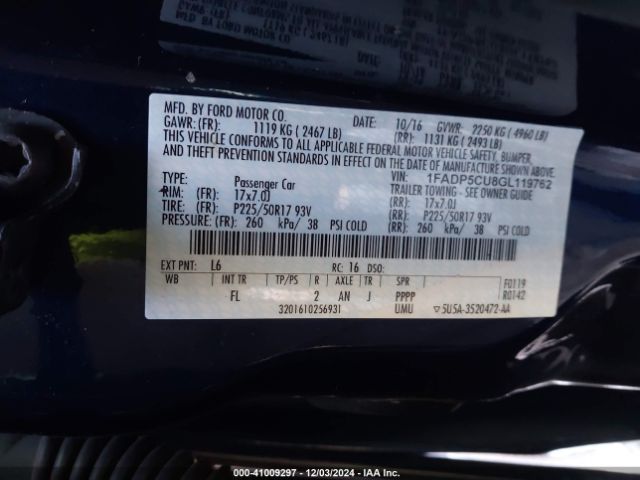 MFD. BY FORD MOTOR CO.
DATE: 10/16 GVWR: 2250 KG ( 4960 LB)
GAWR: (FR): 1119 KG ( 2467 LB) (RR): 1131 KG ( 2493 LB)
THIS VEHICLE CONFORMS TO ALL APPLICABLE FEDERAL MOTOR VEHICLE SAFETY, BUMPER,
AND THEFT PREVENTION STANDARDS IN EFFECT ON THE DATE OF MANUFACTURE SHOWN ABOVE.
VIN: 1FADP5CU8GL119762
TYPE: Passenger Car TRAILER TOWING - SEE OWNERS GUIDE
RIM: (FR): 17x7.0J (RR): 17x7.0J
TIRE: (FR): P225/50R17 93V (RR): P225/50R17 93V
PRESSURE: (FR): 260 kPa/ 38 PSI COLD (RR): 260 kPa/ 38 PSI COLD
EXT PNT: L6 RC: 16 DSO:
WB INT TR TP/PS R AXLE TR SPR F0119
FL 2 AN J PPPP R0142
3201610256931 UMU ▽5U5A-3520472-AA
COPART: 40-41009297 - 12/03/2024 - IAA Inc.